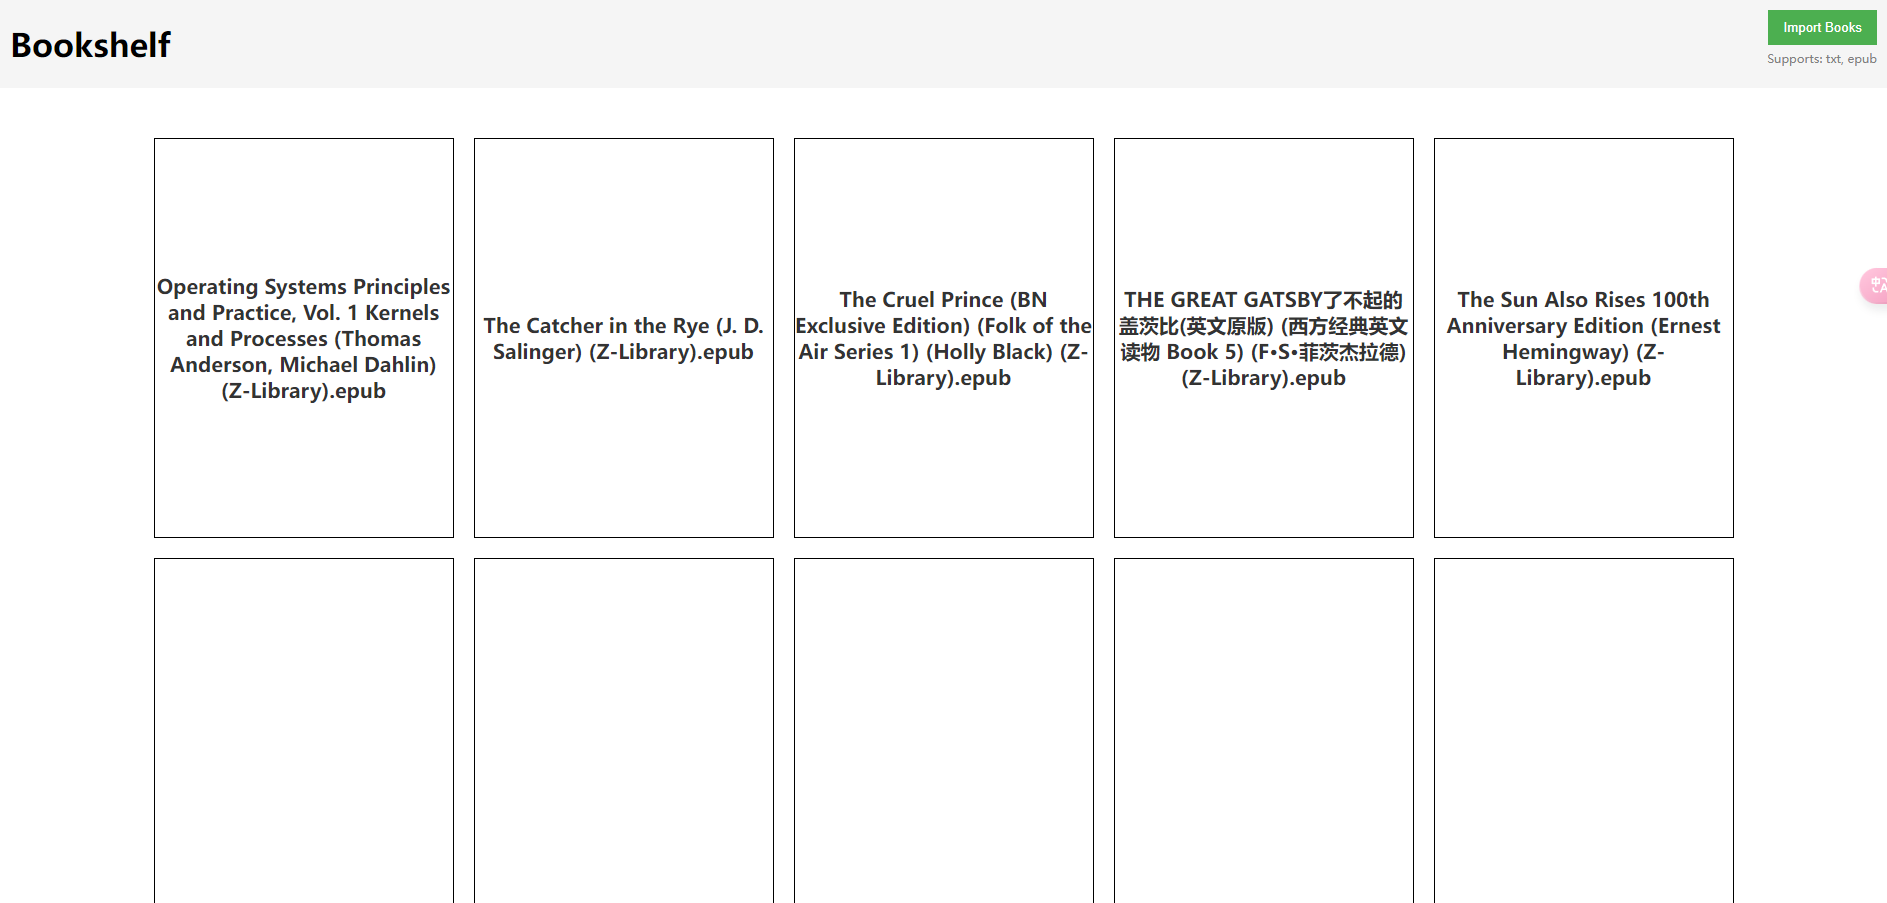 Bookshelf
Import Books
Supports: txt, epub
Operating Systems Principles
and Practice, Vol. 1 Kernels
and Processes (Thomas
Anderson, Michael Dahlin)
(Z-Library).epub
The Catcher in the Rye (J. D.
Salinger) (Z-Library).epub
The Cruel Prince (BN
Exclusive Edition) (Folk of the
Air Series 1) (Holly Black) (Z-
Library).epub
THE GREAT GATSBY了不起的
盖茨比(英文原版) (西方经典英文
读物 Book 5) (F•S•菲茨杰拉德)
(Z-Library).epub
The Sun Also Rises 100th
Anniversary Edition (Ernest
Hemingway) (Z-
Library).epub